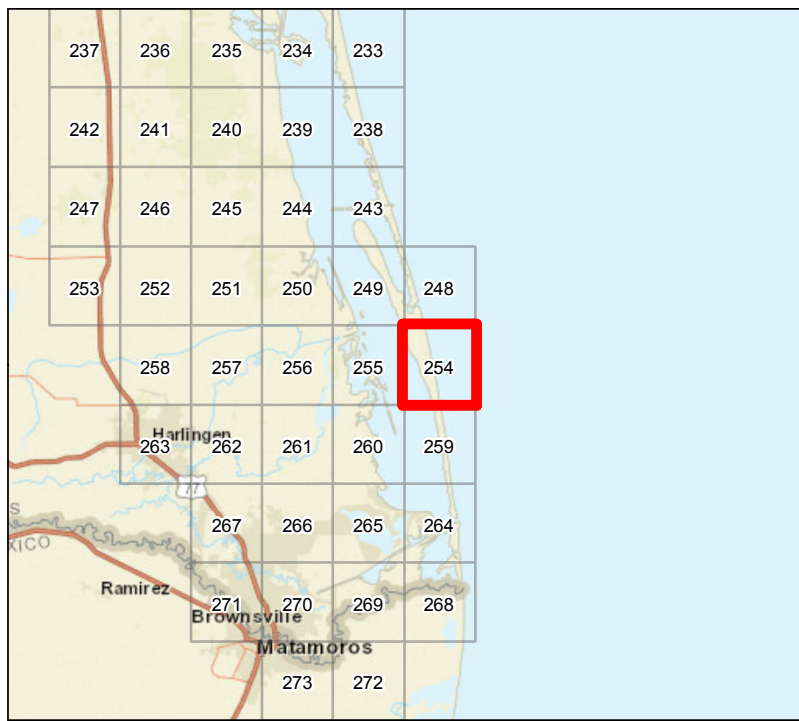 237 236 235 234 233
242 241 240 239 238
247 246 245 244 243
253 252 251 250 249 248
258 257 256 255 254
Harlingen
263 262 261 260 259
77
S
267 266 265 264
XICO
Ramirez
271 270 269 268
Brownsville
Matamoros
273 272